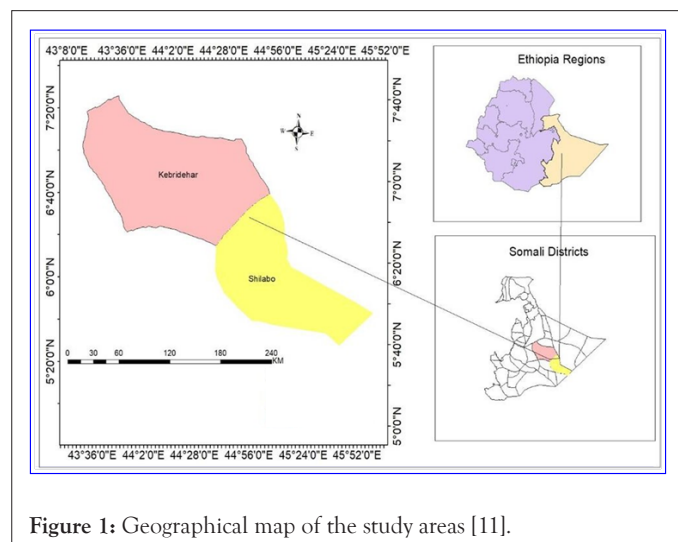 43°8'0"E 43°36'0"E 44°2'0"E 44°28'0"E 44°56'0"E 45°24'0"E 45°52'0"E
7°20'0"N
6°40'0"N
6°0'0"N
5°20'0"N
N
W E
S
Kebridehar
Shilabo
0 30 60 120 180 240
KM
7°40'0"N
7°0'0"N
6°20'0"N
5°40'0"N
5°0'0"N
43°36'0"E 44°2'0"E 44°28'0"E 44°56'0"E 45°24'0"E 45°52'0"E
Ethiopia Regions
Somali Districts
Figure 1: Geographical map of the study areas [11].